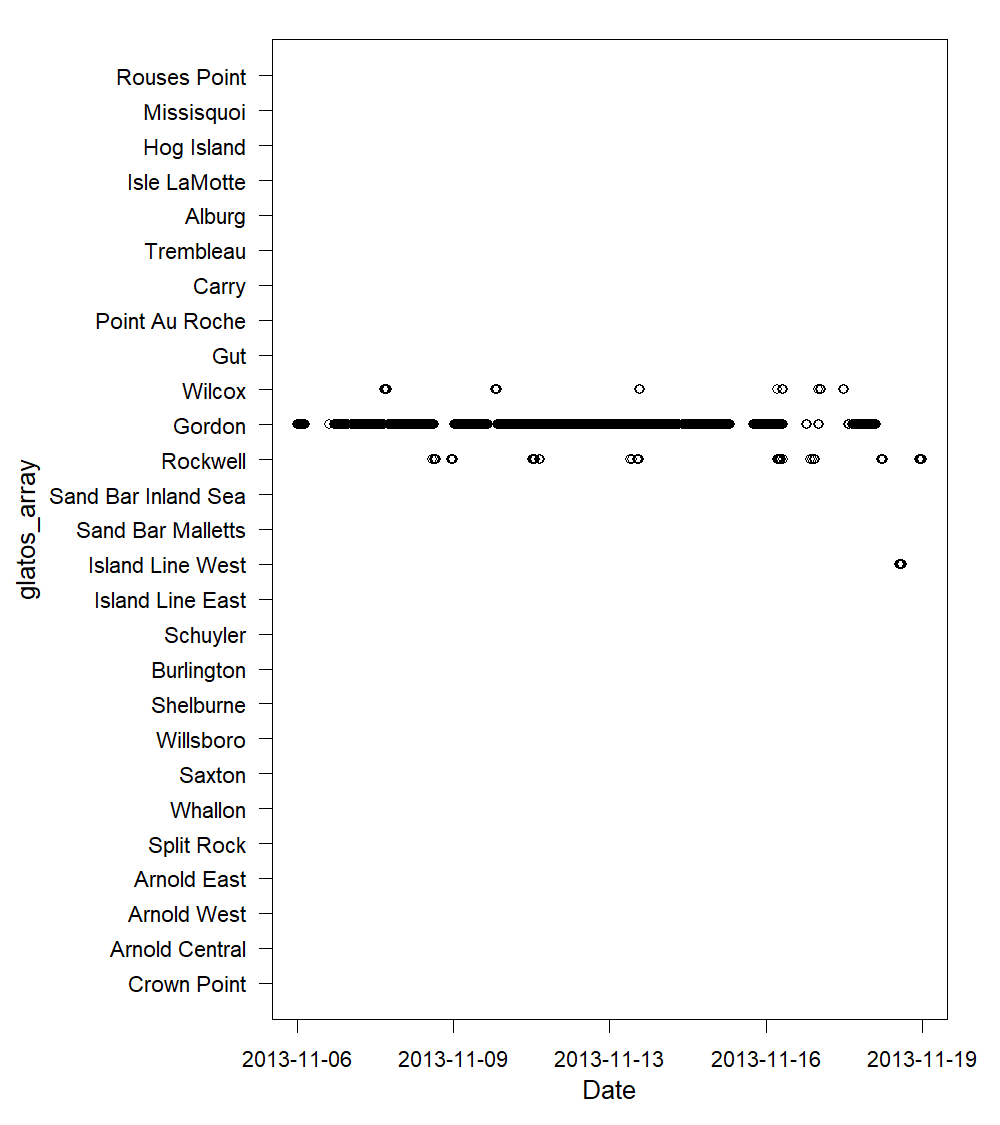 Rouses Point
Missisquoi
Hog Island
Isle LaMotte
Alburg
Trembleau
Carry
Point Au Roche
Gut
Wilcox
Gordon
Rockwell
Sand Bar Inland Sea
Sand Bar Malletts
Island Line West
Island Line East
Schuyler
Burlington
Shelburne
Willsboro
Saxton
Whallon
Split Rock
Arnold East
Arnold West
Arnold Central
Crown Point
glatos_array
2013-11-06 2013-11-09 2013-11-13 2013-11-16 2013-11-19
Date